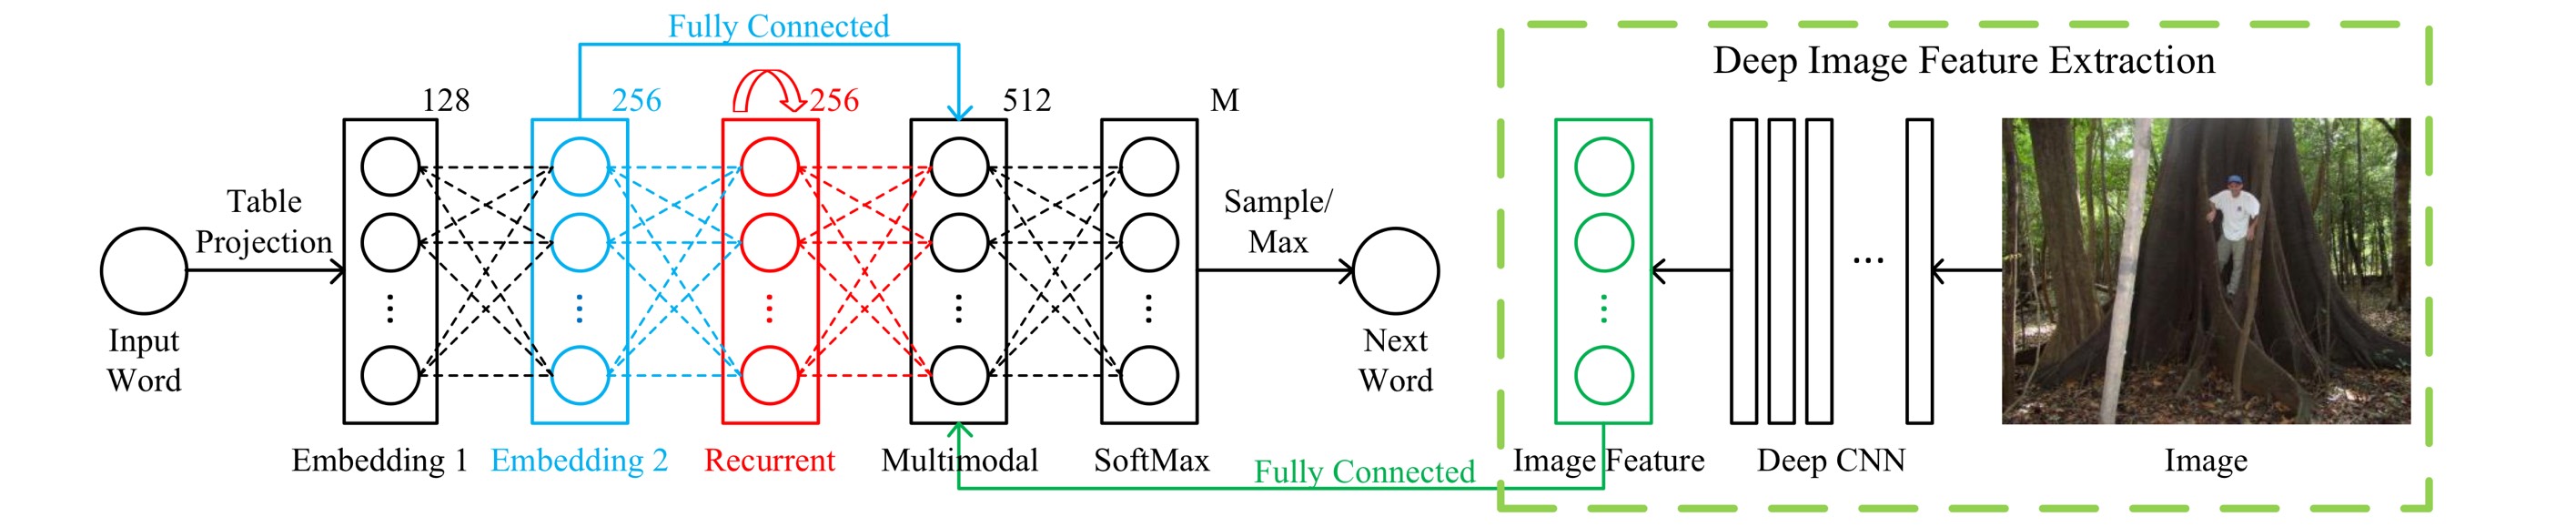 Fully Connected
128
256
256
512
M
Table
Projection
Sample/
Max
Input
Word
Next
Word
Embedding 1
Embedding 2
Recurrent
Multimodal
SoftMax
Fully Connected
Deep Image Feature Extraction
...
Image Feature
Deep CNN
Image